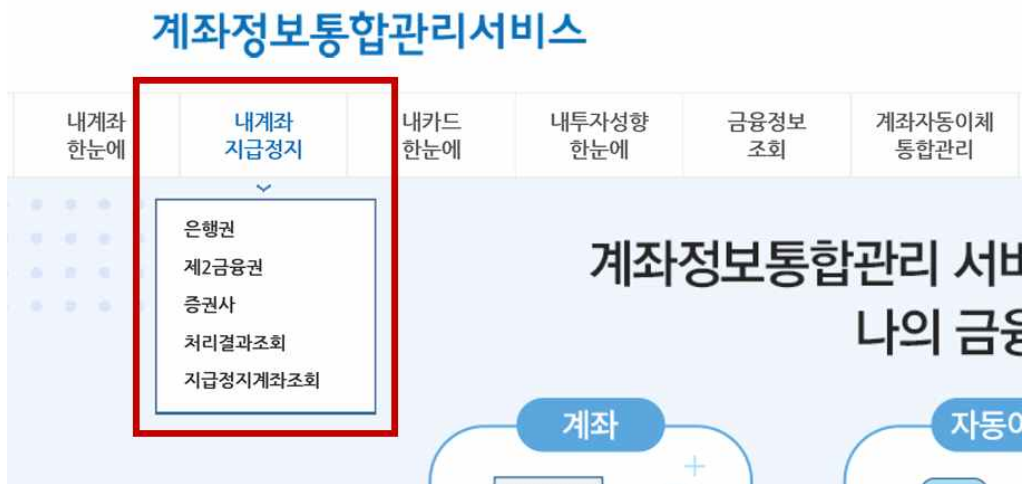 계좌정보통합관리서비스
내계좌
한눈에
내계좌
지급정지
내카드
한눈에
내투자성향
한눈에
금융정보
조회
계좌자동이체
통합관리
은행권
제2금융권
증권사
처리결과조회
지급정지계좌조회
계좌정보통합관리 서비
나의 금융
계좌
자동이